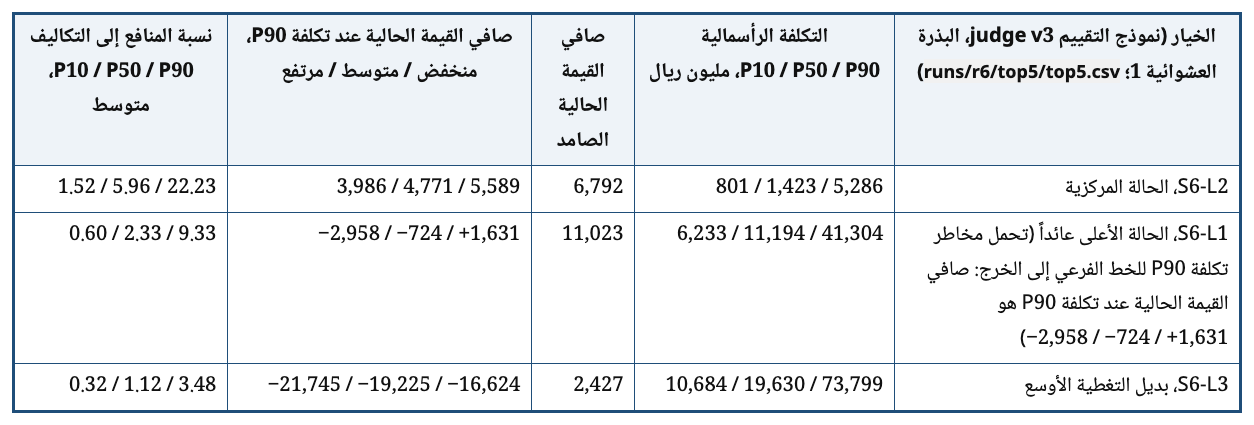 الخيار (نموذج التقييم judge v3، البذرة
العشوائية 1؛ runs/r6/top5/top5.csv)
التكلفة الرأسمالية
P10 / P50 / P90، مليون ريال
صافي
القيمة
الحالية
الصامد
صافي القيمة الحالية عند تكلفة P90،
منخفض / متوسط / مرتفع
نسبة المنافع إلى التكاليف
P10 / P50 / P90،
متوسط
S6-L2، الحالة المركزية
801 / 1,423 / 5,286
6,792
3,986 / 4,771 / 5,589
1.52 / 5.96 / 22.23
S6-L1، الحالة الأعلى عائداً (تحمل مخاطر
تكلفة P90 للخط الفرعي إلى الخرج: صافي
القيمة الحالية عند تكلفة P90 هو
−2,958 / −724 / +1,631)
6,233 / 11,194 / 41,304
11,023
−2,958 / −724 / +1,631
0.60 / 2.33 / 9.33
S6-L3، بديل التغطية الأوسع
10,684 / 19,630 / 73,799
2,427
−21,745 / −19,225 / −16,624
0.32 / 1.12 / 3.48